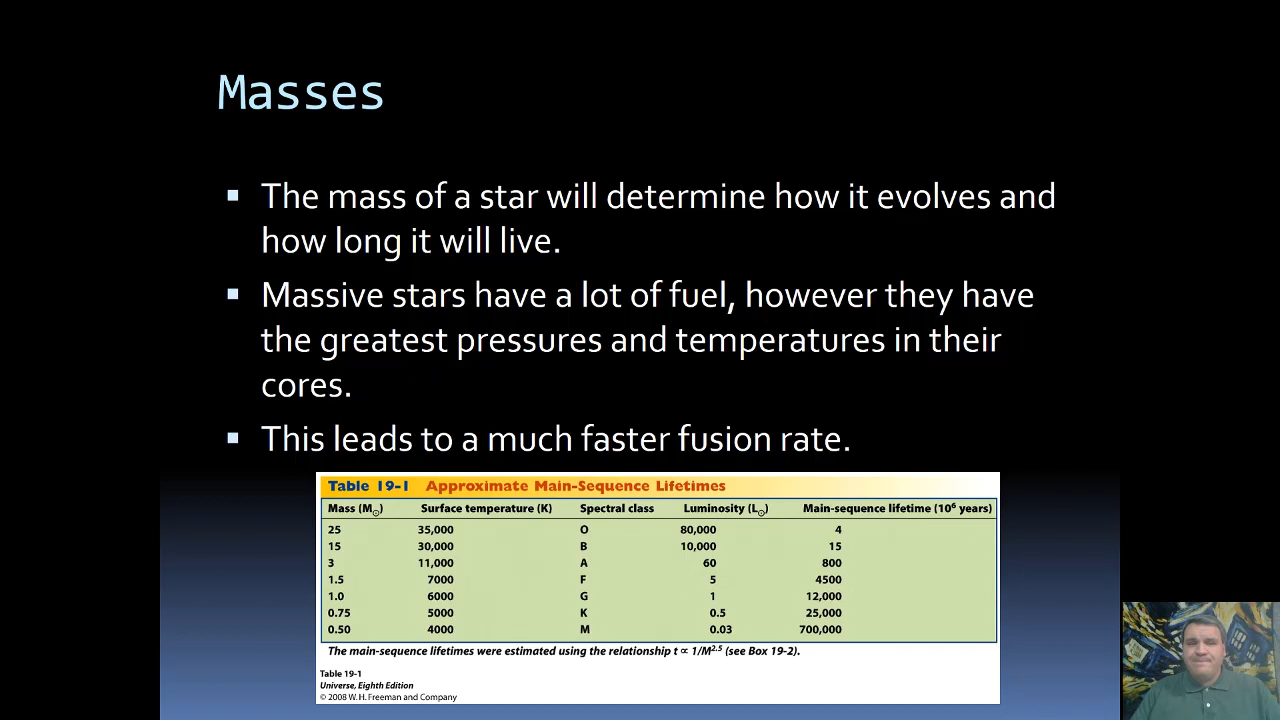 Masses
▪ The mass of a star will determine how it evolves and
how long it will live.
▪ Massive stars have a lot of fuel, however they have
the greatest pressures and temperatures in their
cores.
▪ This leads to a much faster fusion rate.
Table 19-1 Approximate Main-Sequence Lifetimes
Mass (M☉) Surface temperature (K) Spectral class Luminosity (L☉) Main-sequence lifetime (10⁶ years)
25 35,000 O 80,000 4
15 30,000 B 10,000 15
3 11,000 A 60 800
1.5 7000 F 5 4500
1.0 6000 G 1 12,000
0.75 5000 K 0.5 25,000
0.50 4000 M 0.03 700,000
The main-sequence lifetimes were estimated using the relationship t ∝ 1/M²·⁵ (see Box 19-2).
Table 19-1
Universe, Eighth Edition
© 2008 W. H. Freeman and Company